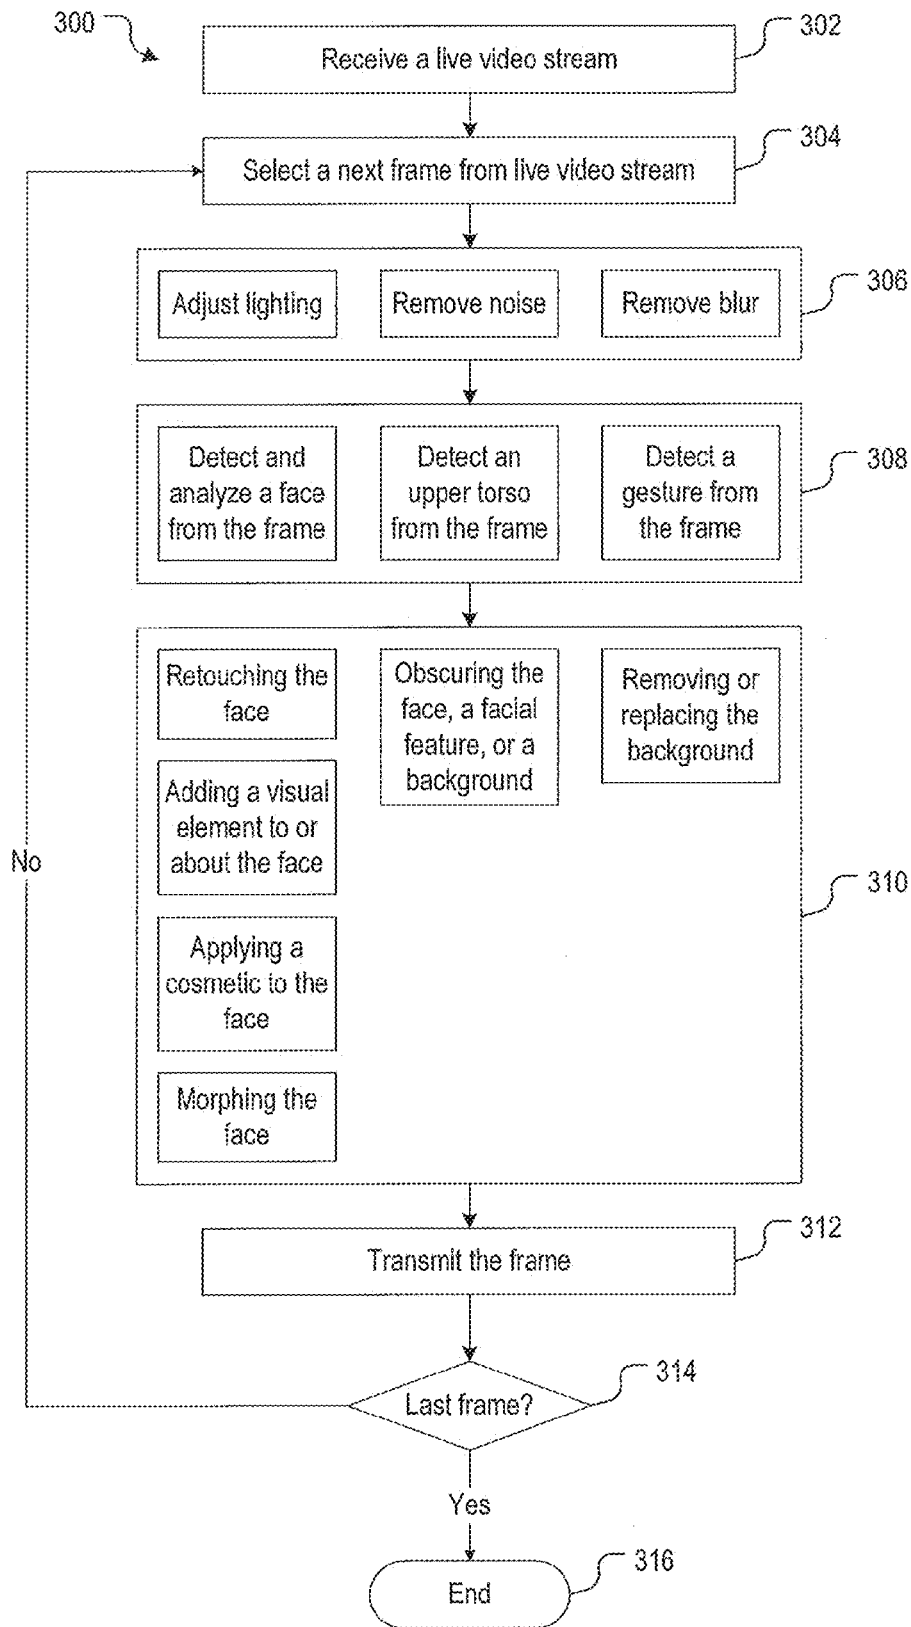 300
302
Receive a live video stream
304
Select a next frame from live video stream
306
Adjust lighting
Remove noise
Remove blur
308
Detect and
analyze a face
from the frame
Detect an
upper torso
from the frame
Detect a
gesture from
the frame
310
Retouching the
face
Adding a visual
element to or
about the face
Applying a
cosmetic to the
face
Morphing the
face
Obscuring the
face, a facial
feature, or a
background
Removing or
replacing the
background
312
Transmit the frame
314
Last frame?
No
Yes
316
End